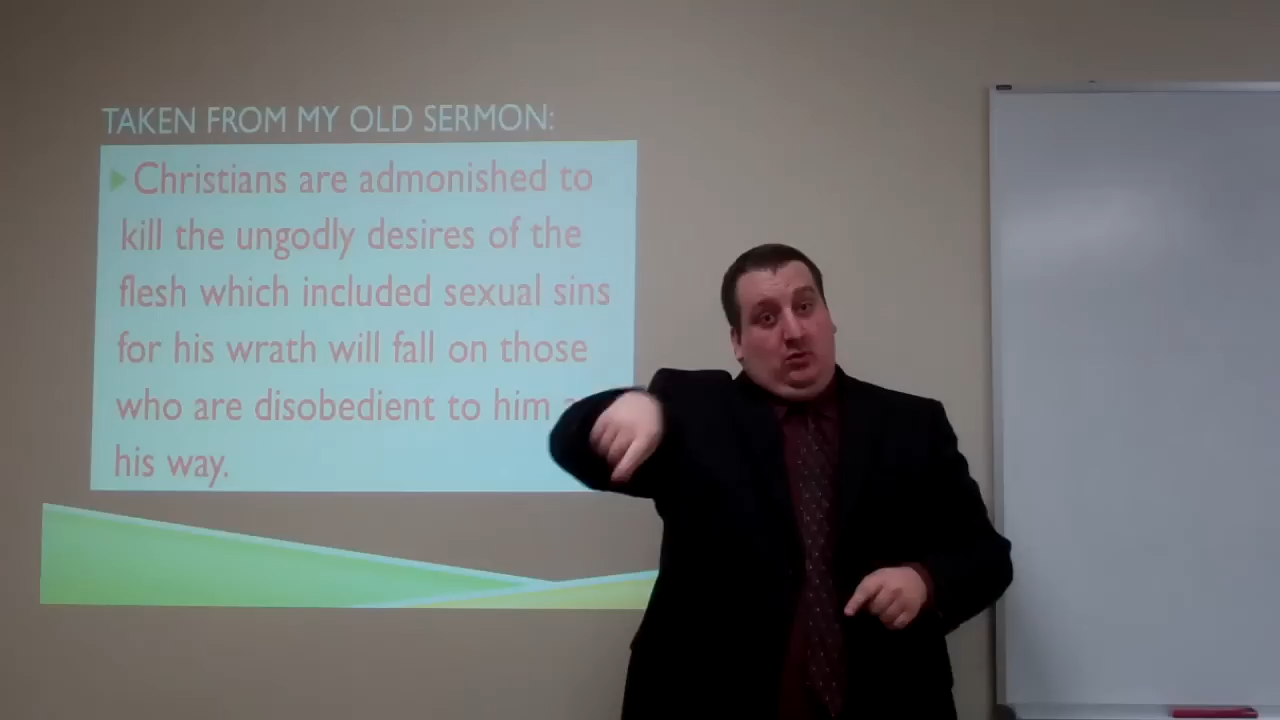 TAKEN FROM MY OLD SERMON:
Christians are admonished to
kill the ungodly desires of the
flesh which included sexual sins
for his wrath will fall on those
who are disobedient to him
his way.